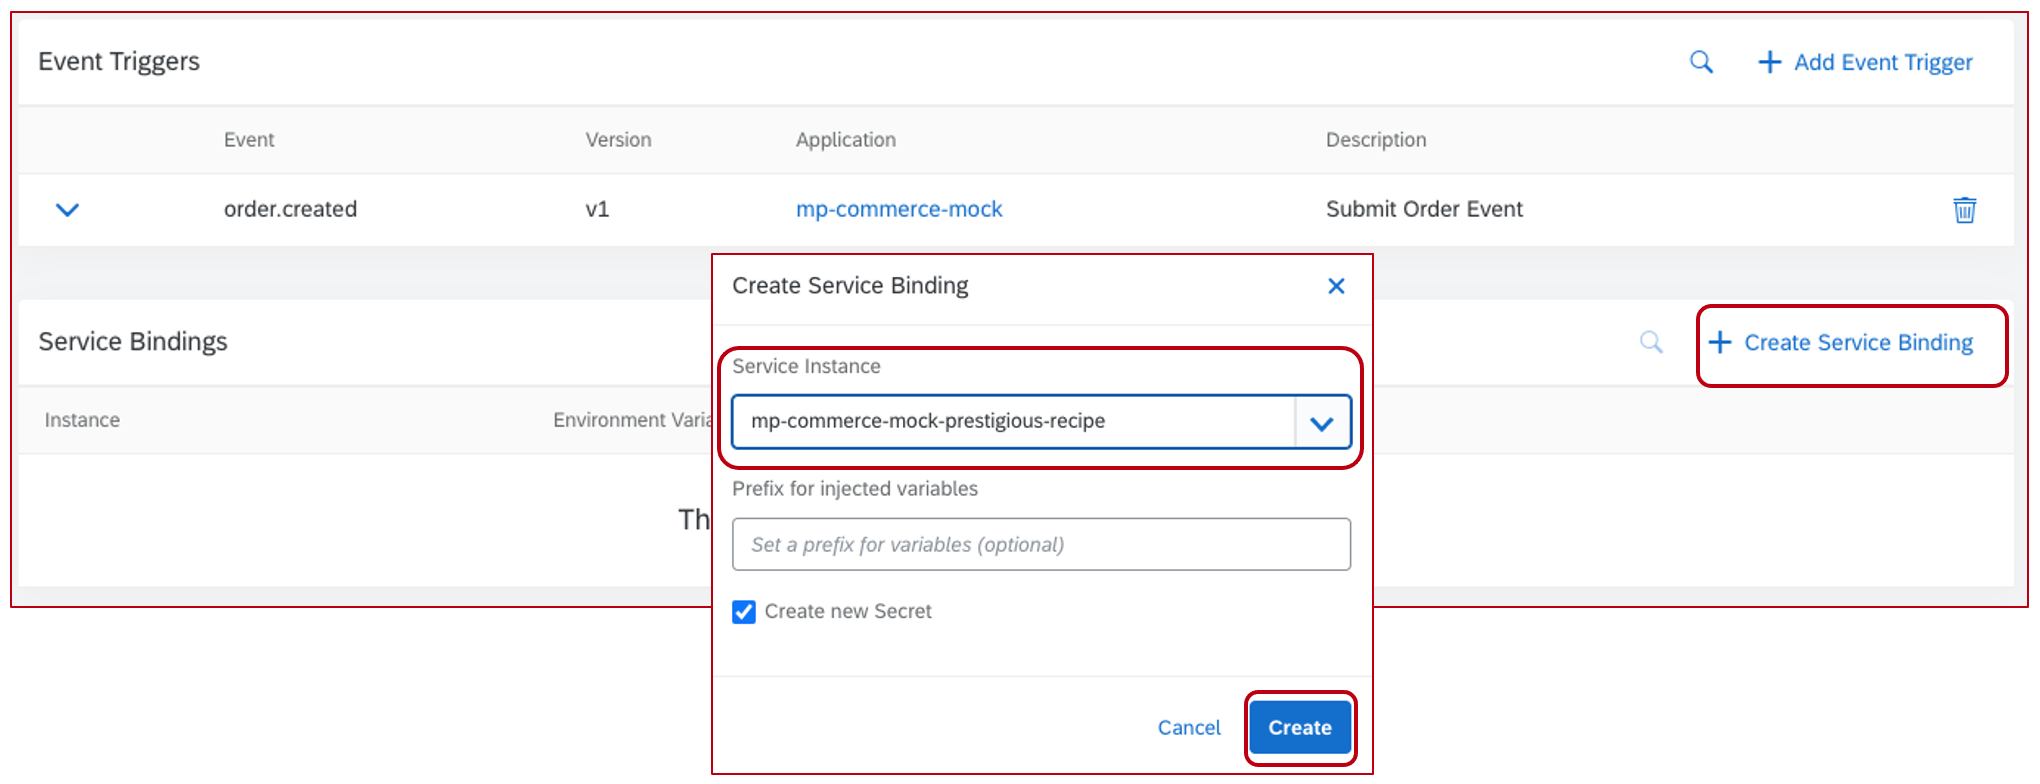 Event Triggers
Add Event Trigger
Event Version Application Description
order.created v1 mp-commerce-mock Submit Order Event
Service Bindings
Create Service Binding
Instance Environment Varia
Th
Create Service Binding
Service Instance
mp-commerce-mock-prestigious-recipe
Prefix for injected variables
Set a prefix for variables (optional)
Create new Secret
Cancel Create